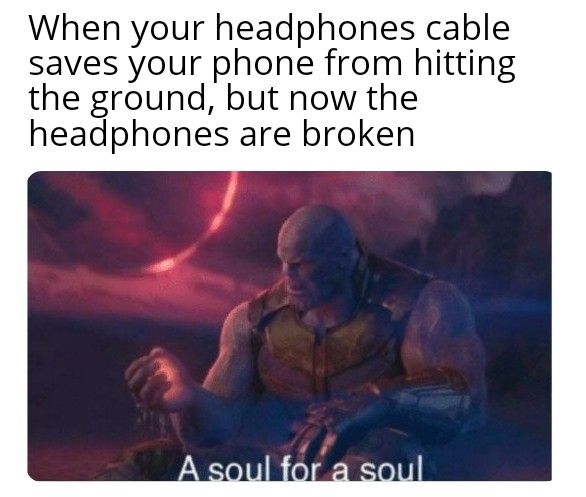 When your headphones cable
saves your phone from hitting
the ground, but now the
headphones are broken
A soul for a soul